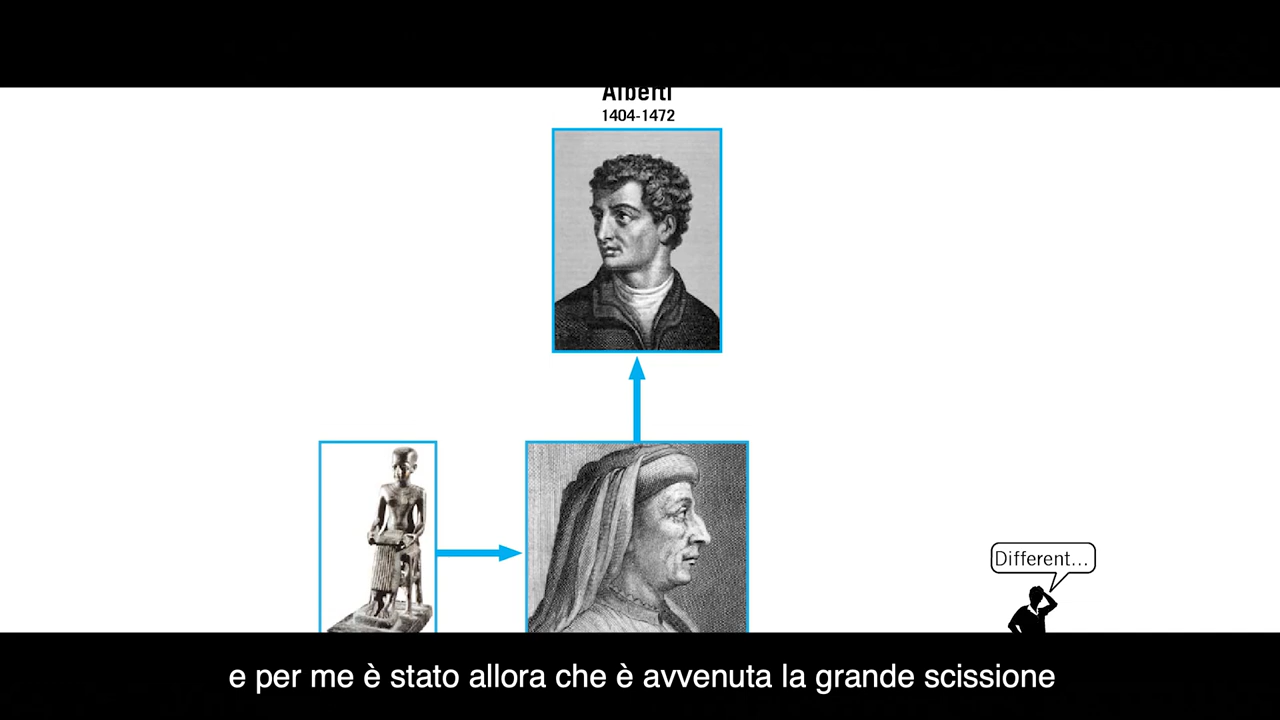 Alberti
1404-1472
Different...
e per me è stato allora che è avvenuta la grande scissione